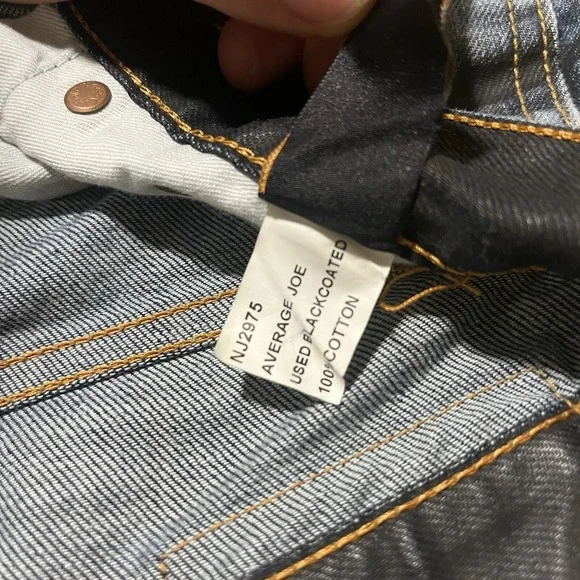 NJ2975
AVERAGE JOE
USED BLACKCOATED
100% COTTON